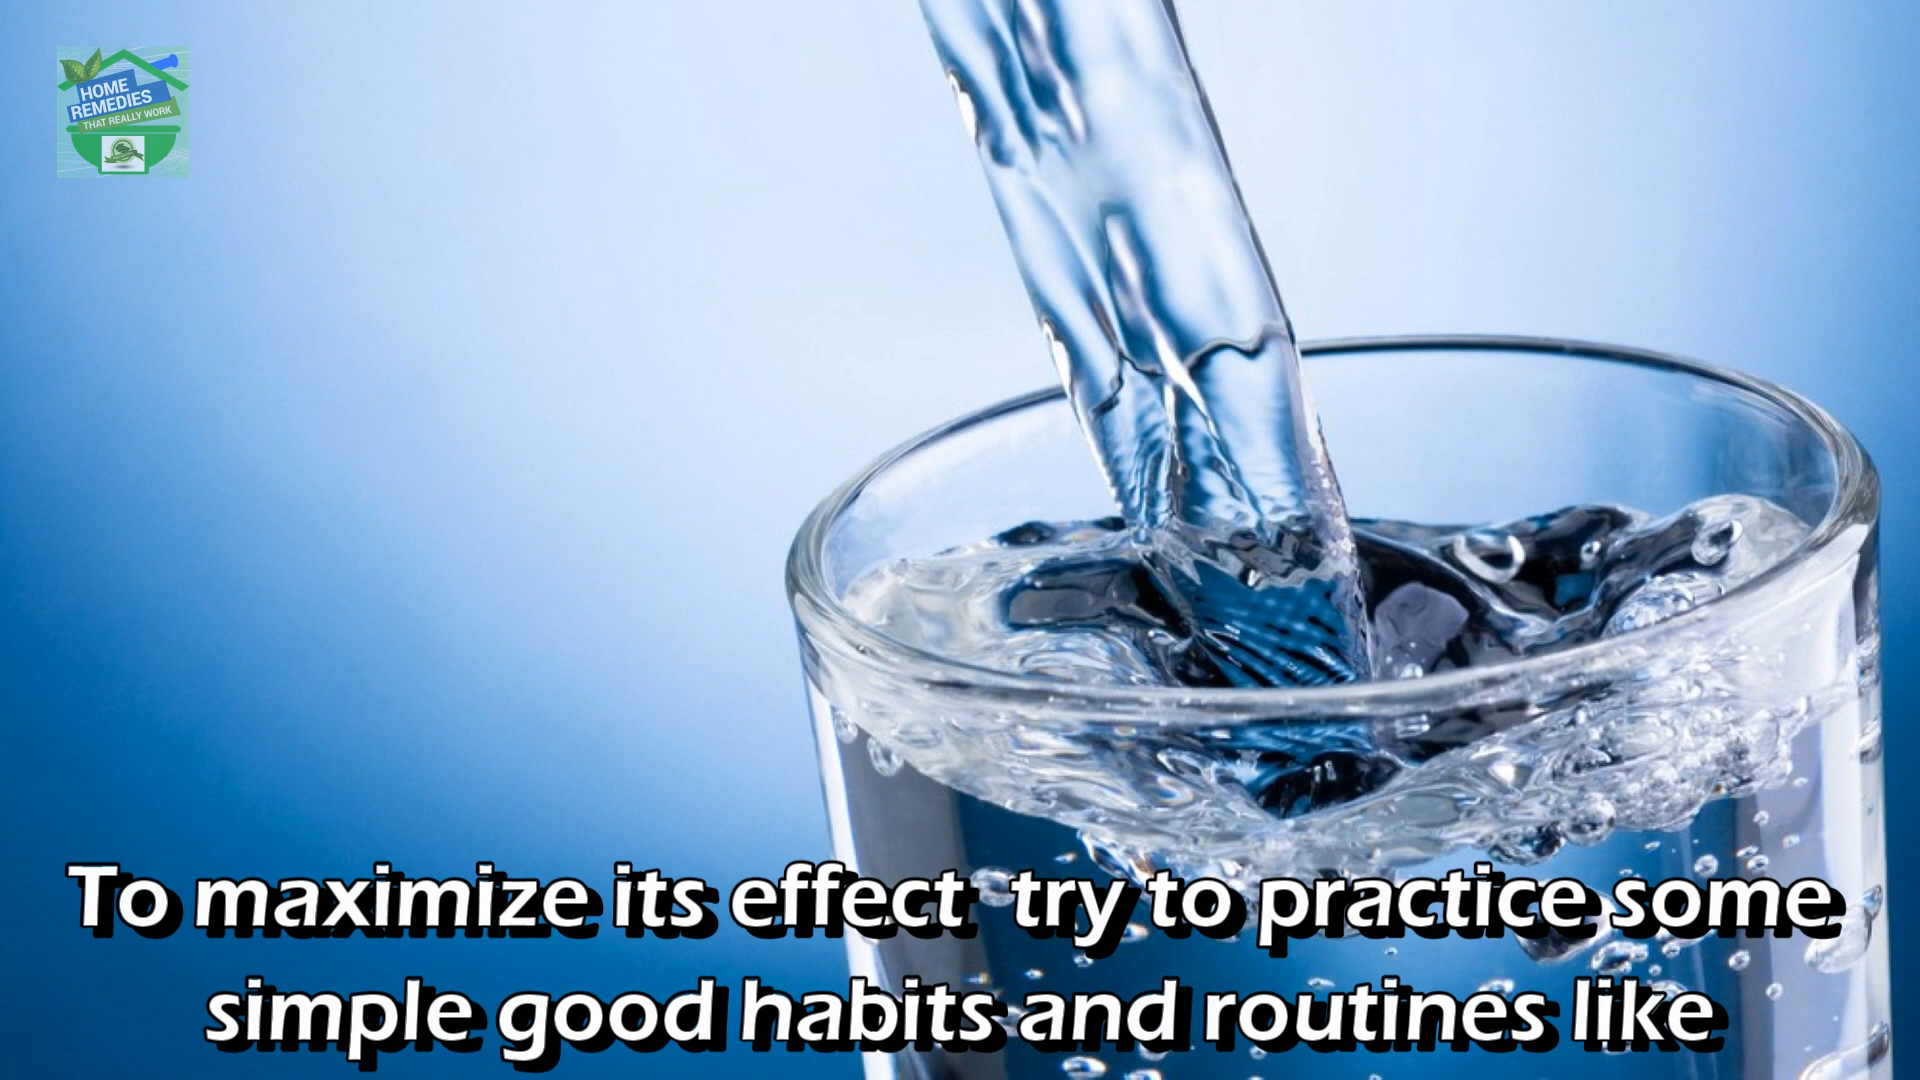 HOME
REMEDIES
THAT REALLY WORK
To maximize its effect  try to practice some
simple good habits and routines like